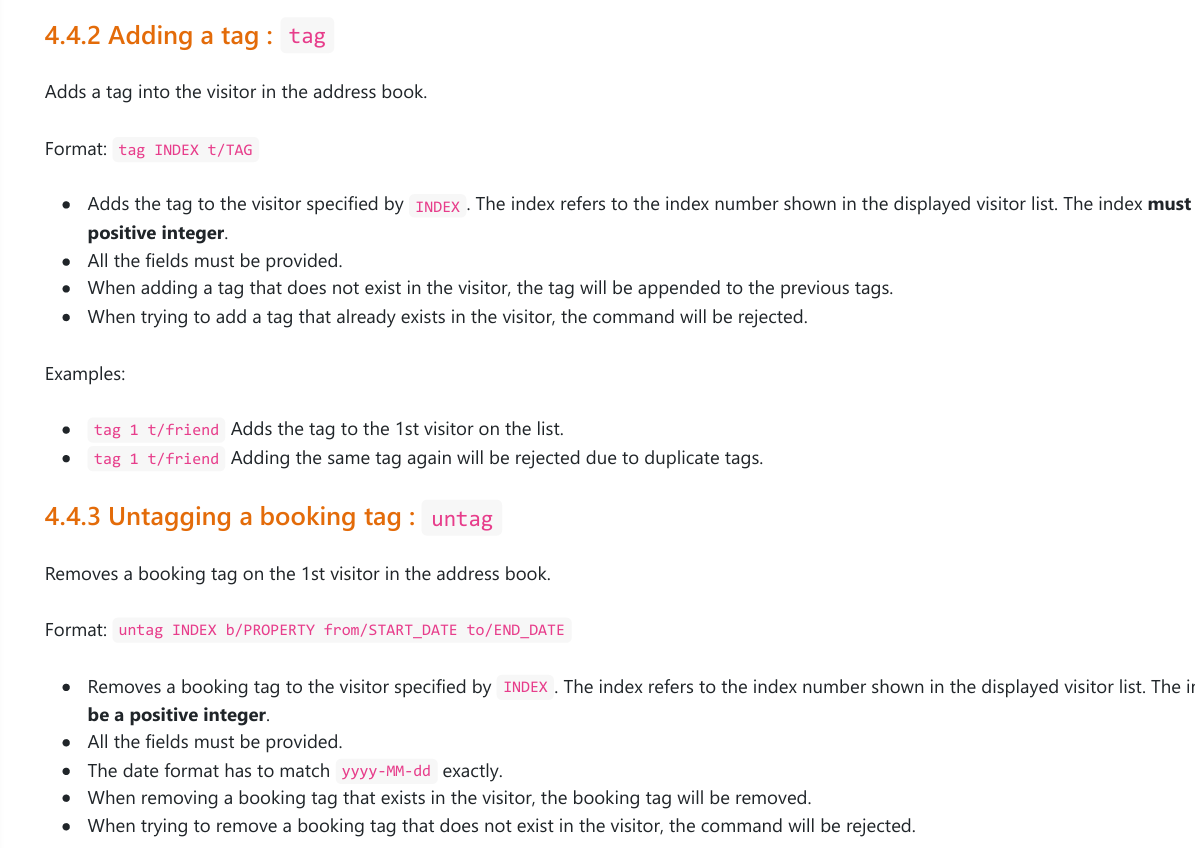 4.4.2 Adding a tag : tag
Adds a tag into the visitor in the address book.
Format: tag INDEX t/TAG
● Adds the tag to the visitor specified by INDEX . The index refers to the index number shown in the displayed visitor list. The index must
positive integer.
● All the fields must be provided.
● When adding a tag that does not exist in the visitor, the tag will be appended to the previous tags.
● When trying to add a tag that already exists in the visitor, the command will be rejected.
Examples:
● tag 1 t/friend Adds the tag to the 1st visitor on the list.
● tag 1 t/friend Adding the same tag again will be rejected due to duplicate tags.
4.4.3 Untagging a booking tag : untag
Removes a booking tag on the 1st visitor in the address book.
Format: untag INDEX b/PROPERTY from/START_DATE to/END_DATE
● Removes a booking tag to the visitor specified by INDEX . The index refers to the index number shown in the displayed visitor list. The
be a positive integer.
● All the fields must be provided.
● The date format has to match yyyy-MM-dd exactly.
● When removing a booking tag that exists in the visitor, the booking tag will be removed.
● When trying to remove a booking tag that does not exist in the visitor, the command will be rejected.